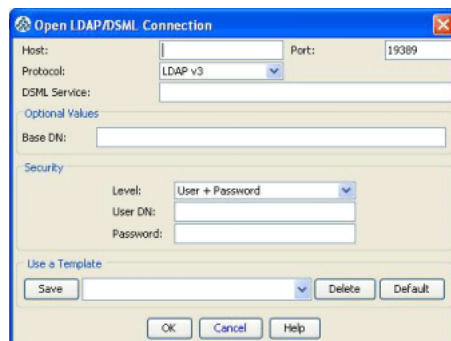 Open LDAP/DSML Connection
Host: Port: 19389
Protocol: LDAP v3
DSML Service:
Optional Values
Base DN:
Security
Level: User + Password
User DN:
Password:
Use a Template
Save Delete Default
OK Cancel Help